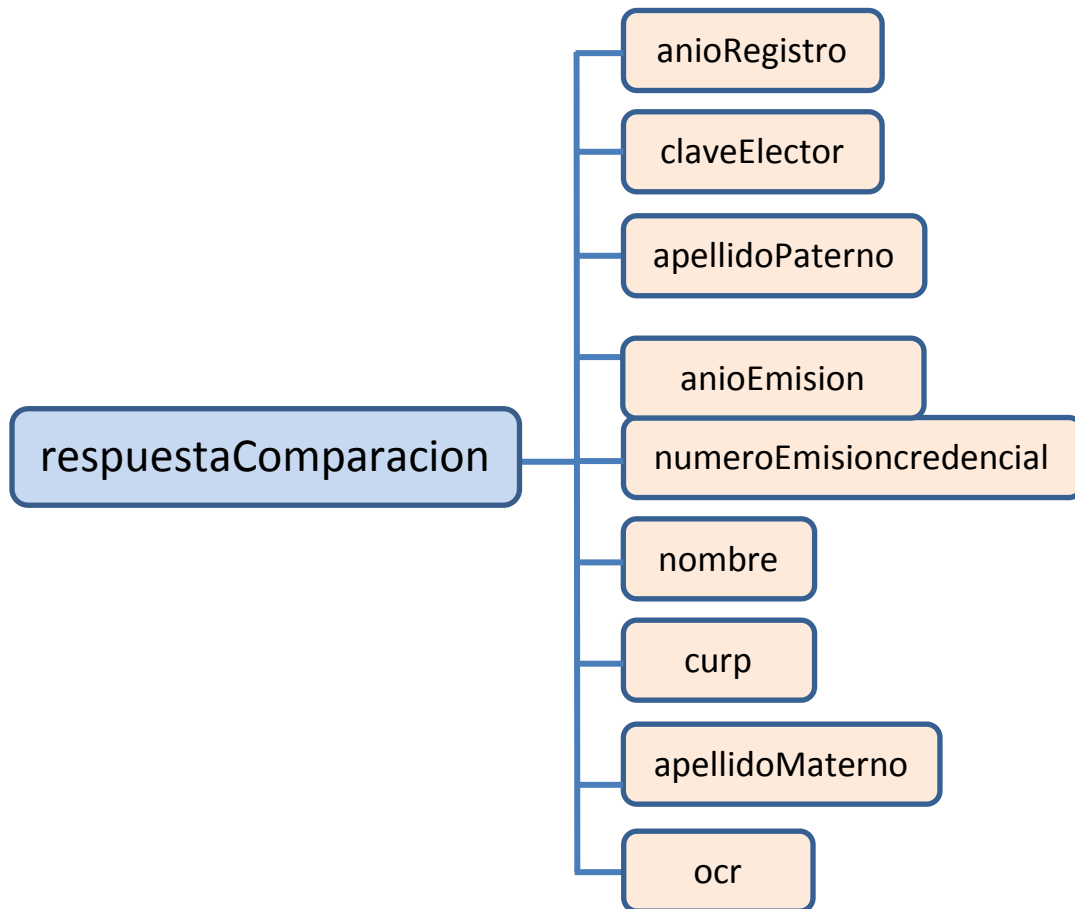 anioRegistro
claveElector
apellidoPaterno
anioEmision
respuestaComparacion
numeroEmisioncredencial
nombre
curp
apellidoMaterno
ocr